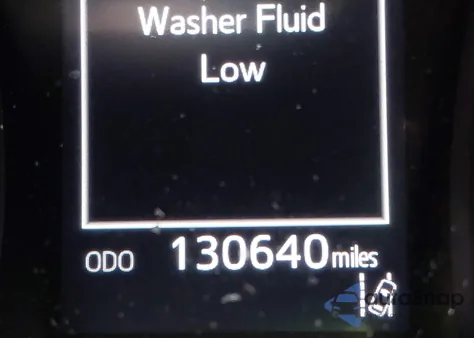 Washer Fluid
Low
ODO 130640 miles